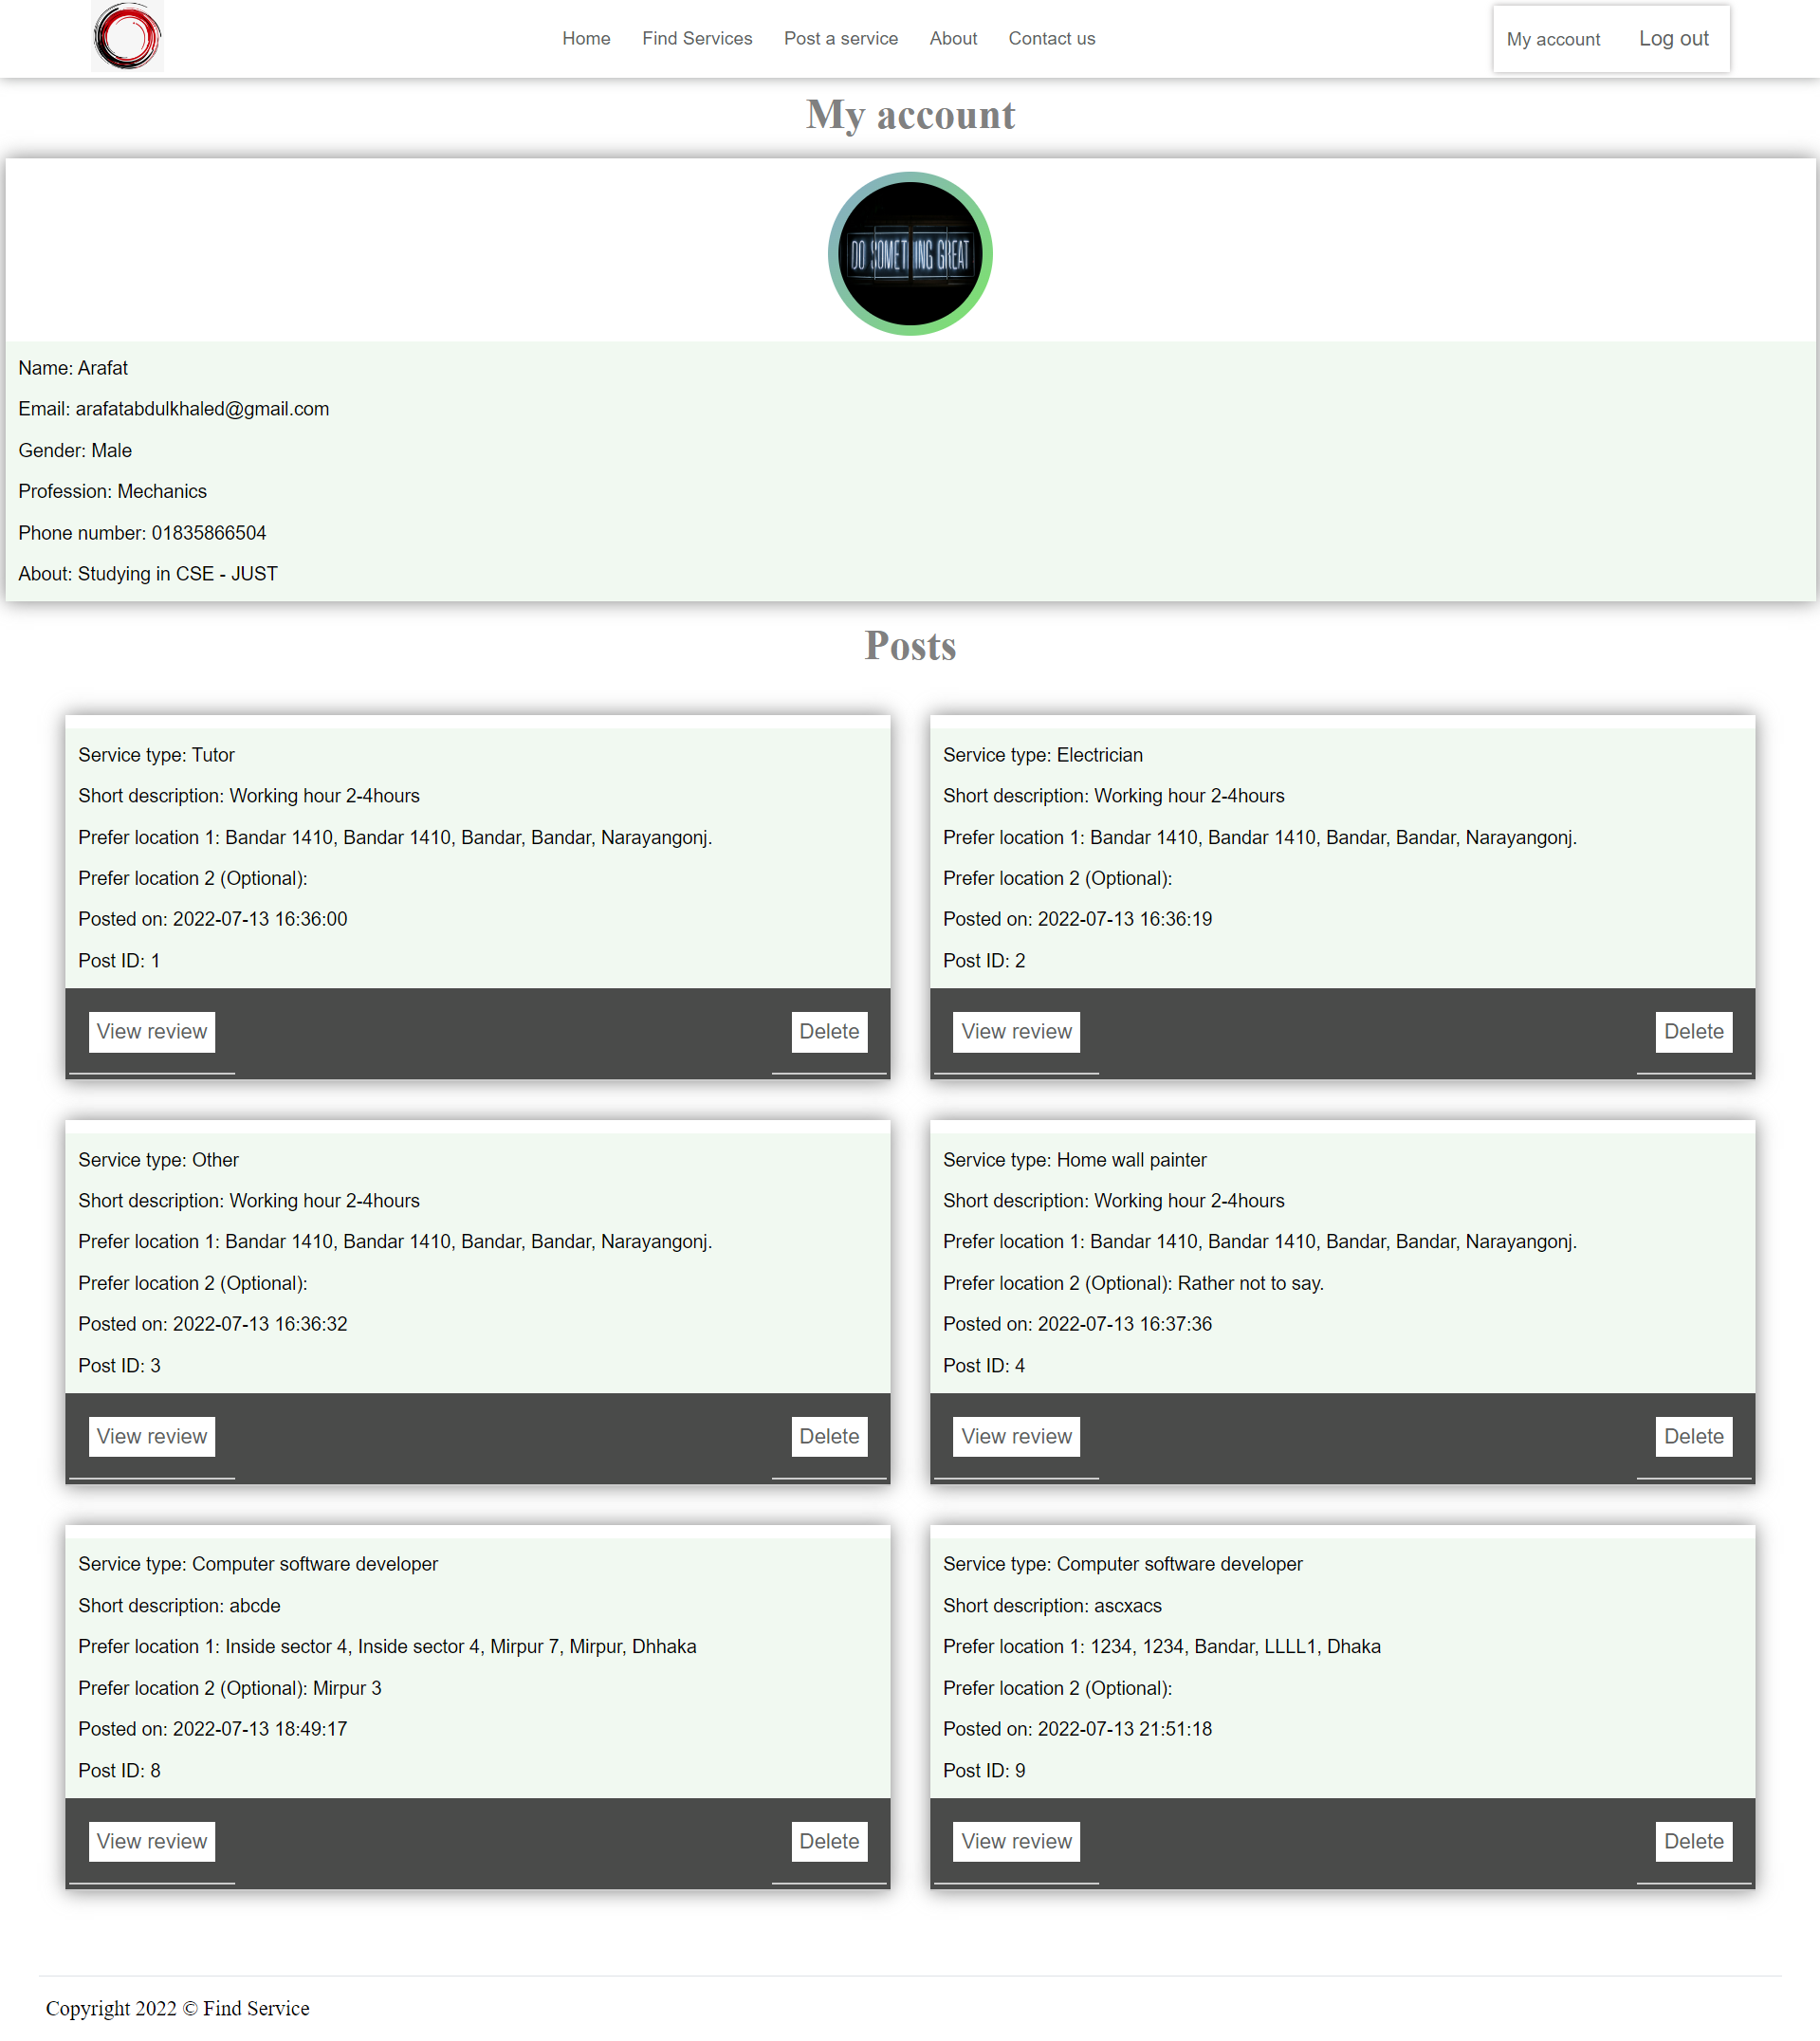 Home Find Services Post a service About Contact us My account Log out
My account
DO SOMETHING GREAT
Name: Arafat
Email: arafatabdulkhaled@gmail.com
Gender: Male
Profession: Mechanics
Phone number: 01835866504
About: Studying in CSE - JUST
Posts
Service type: Tutor
Short description: Working hour 2-4hours
Prefer location 1: Bandar 1410, Bandar 1410, Bandar, Bandar, Narayangonj.
Prefer location 2 (Optional):
Posted on: 2022-07-13 16:36:00
Post ID: 1
View review Delete
Service type: Electrician
Short description: Working hour 2-4hours
Prefer location 1: Bandar 1410, Bandar 1410, Bandar, Bandar, Narayangonj.
Prefer location 2 (Optional):
Posted on: 2022-07-13 16:36:19
Post ID: 2
View review Delete
Service type: Other
Short description: Working hour 2-4hours
Prefer location 1: Bandar 1410, Bandar 1410, Bandar, Bandar, Narayangonj.
Prefer location 2 (Optional):
Posted on: 2022-07-13 16:36:32
Post ID: 3
View review Delete
Service type: Home wall painter
Short description: Working hour 2-4hours
Prefer location 1: Bandar 1410, Bandar 1410, Bandar, Bandar, Narayangonj.
Prefer location 2 (Optional): Rather not to say.
Posted on: 2022-07-13 16:37:36
Post ID: 4
View review Delete
Service type: Computer software developer
Short description: abcde
Prefer location 1: Inside sector 4, Inside sector 4, Mirpur 7, Mirpur, Dhhaka
Prefer location 2 (Optional): Mirpur 3
Posted on: 2022-07-13 18:49:17
Post ID: 8
View review Delete
Service type: Computer software developer
Short description: ascxacs
Prefer location 1: 1234, 1234, Bandar, LLLL1, Dhaka
Prefer location 2 (Optional):
Posted on: 2022-07-13 21:51:18
Post ID: 9
View review Delete
Copyright 2022 © Find Service